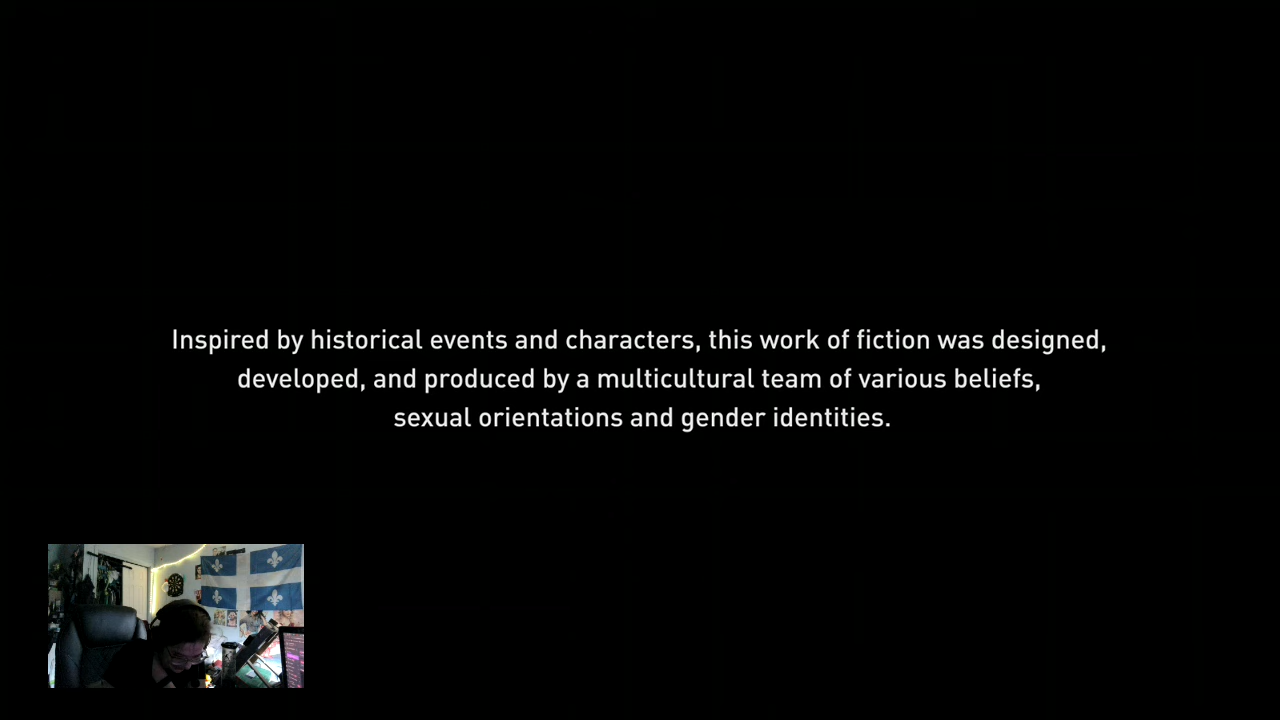 Inspired by historical events and characters, this work of fiction was designed,
developed, and produced by a multicultural team of various beliefs,
sexual orientations and gender identities.